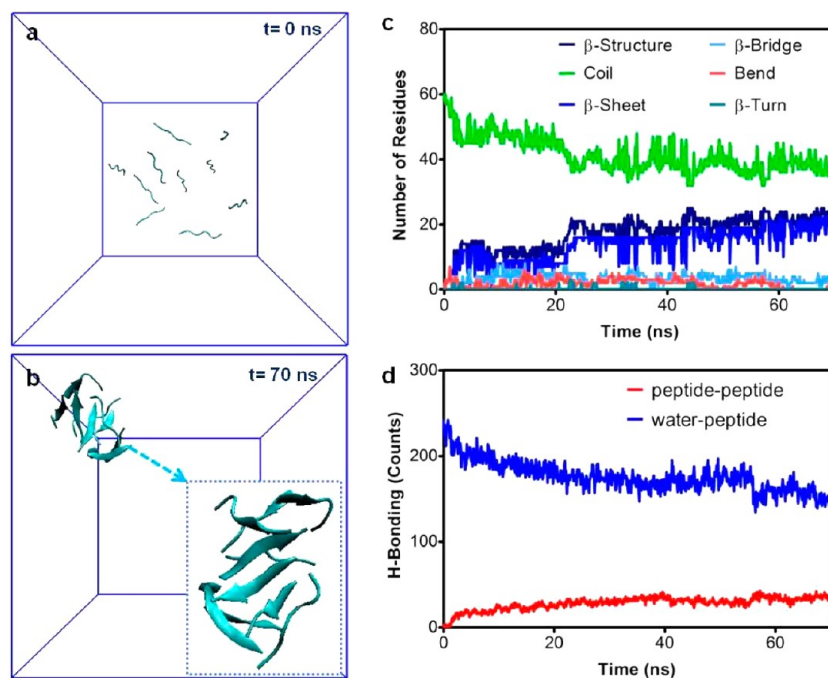 a
t= 0 ns
b
t= 70 ns
c
β-Structure
β-Bridge
Coil
Bend
β-Sheet
β-Turn
80
60
40
20
0
Number of Residues
0
20
40
60
Time (ns)
d
peptide-peptide
water-peptide
300
200
100
0
H-Bonding (Counts)
0
20
40
60
Time (ns)